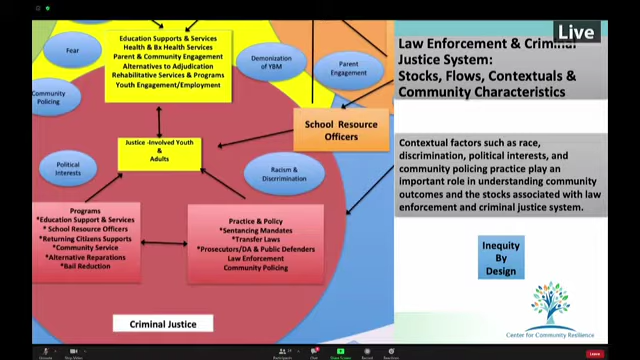 Live
Education Supports & Services
Health & Bx Health Services
Parent & Community Engagement
Alternatives to Adjudication
Rehabilitative Services & Programs
Youth Engagement/Employment
Fear
Demonization
of YBM
Parent
Engagement
Community
Policing
School Resource
Officers
Justice -Involved Youth
&
Adults
Political
Interests
Racism &
Discrimination
Programs
*Education Support & Services
* School Resource Officers
*Returning Citizens Supports
*Community Service
*Alternative Reparations
*Bail Reduction
Practice & Policy
*Sentancing Mandates
*Transfer Laws
*Prosecutors/DA & Public Defenders
Law Enforcement
Community Policing
Criminal Justice
Law Enforcement & Criminal
Justice System:
Stocks, Flows, Contextuals &
Community Characteristics
Contextual factors such as race,
discrimination, political interests, and
community policing practice play an
important role in understanding community
outcomes and the stocks associated with law
enforcement and criminal justice system.
Inequity
By
Design
Center for Community Resilience